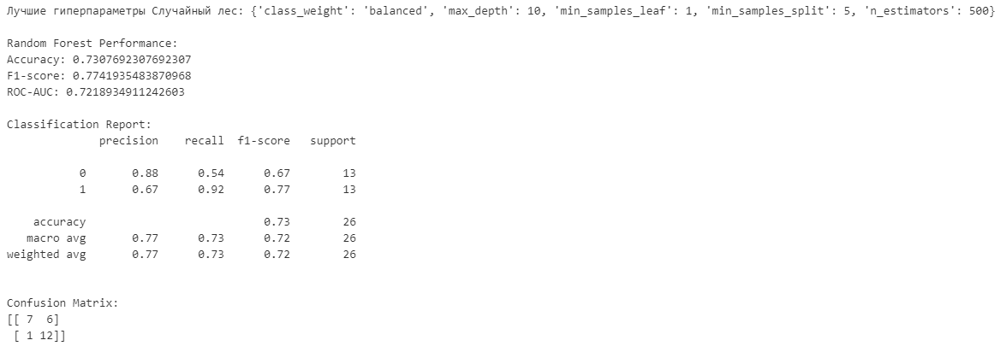 Лучшие гиперпараметры Случайный лес: {'class_weight': 'balanced', 'max_depth': 10, 'min_samples_leaf': 1, 'min_samples_split': 5, 'n_estimators': 500}
Random Forest Performance:
Accuracy: 0.7307692307692307
F1-score: 0.7741935483870968
ROC-AUC: 0.7218934911242603
Classification Report:
precision recall f1-score support
0 0.88 0.54 0.67 13
1 0.67 0.92 0.77 13
accuracy 0.73 26
macro avg 0.77 0.73 0.72 26
weighted avg 0.77 0.73 0.72 26
Confusion Matrix:
[[ 7 6]
[ 1 12]]